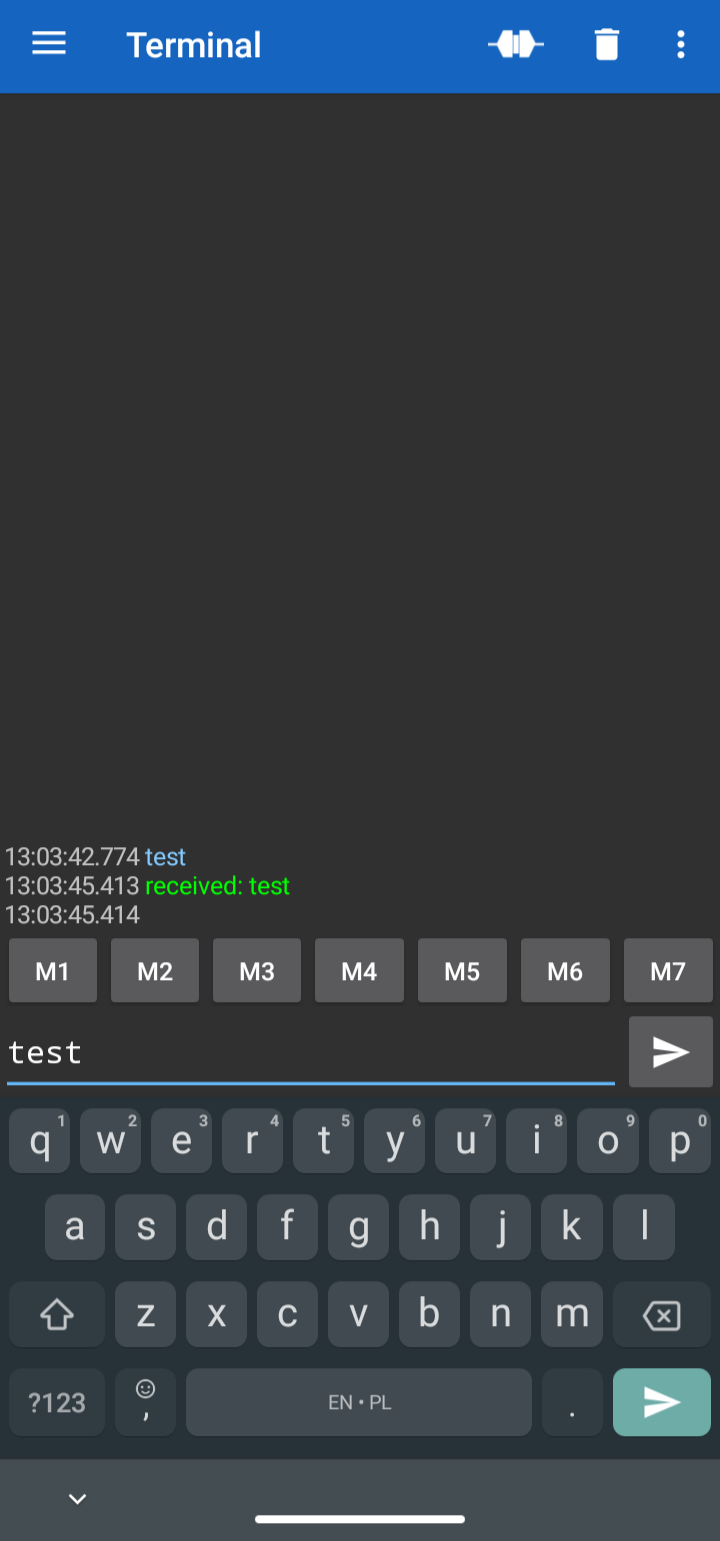 Terminal
13:03:42.774 test
13:03:45.413 received: test
13:03:45.414
M1 M2 M3 M4 M5 M6 M7
test
q 1 w 2 e 3 r 4 t 5 y 6 u 7 i 8 o 9 p 0
a s d f g h j k l
z x c v b n m
?123 , EN • PL .